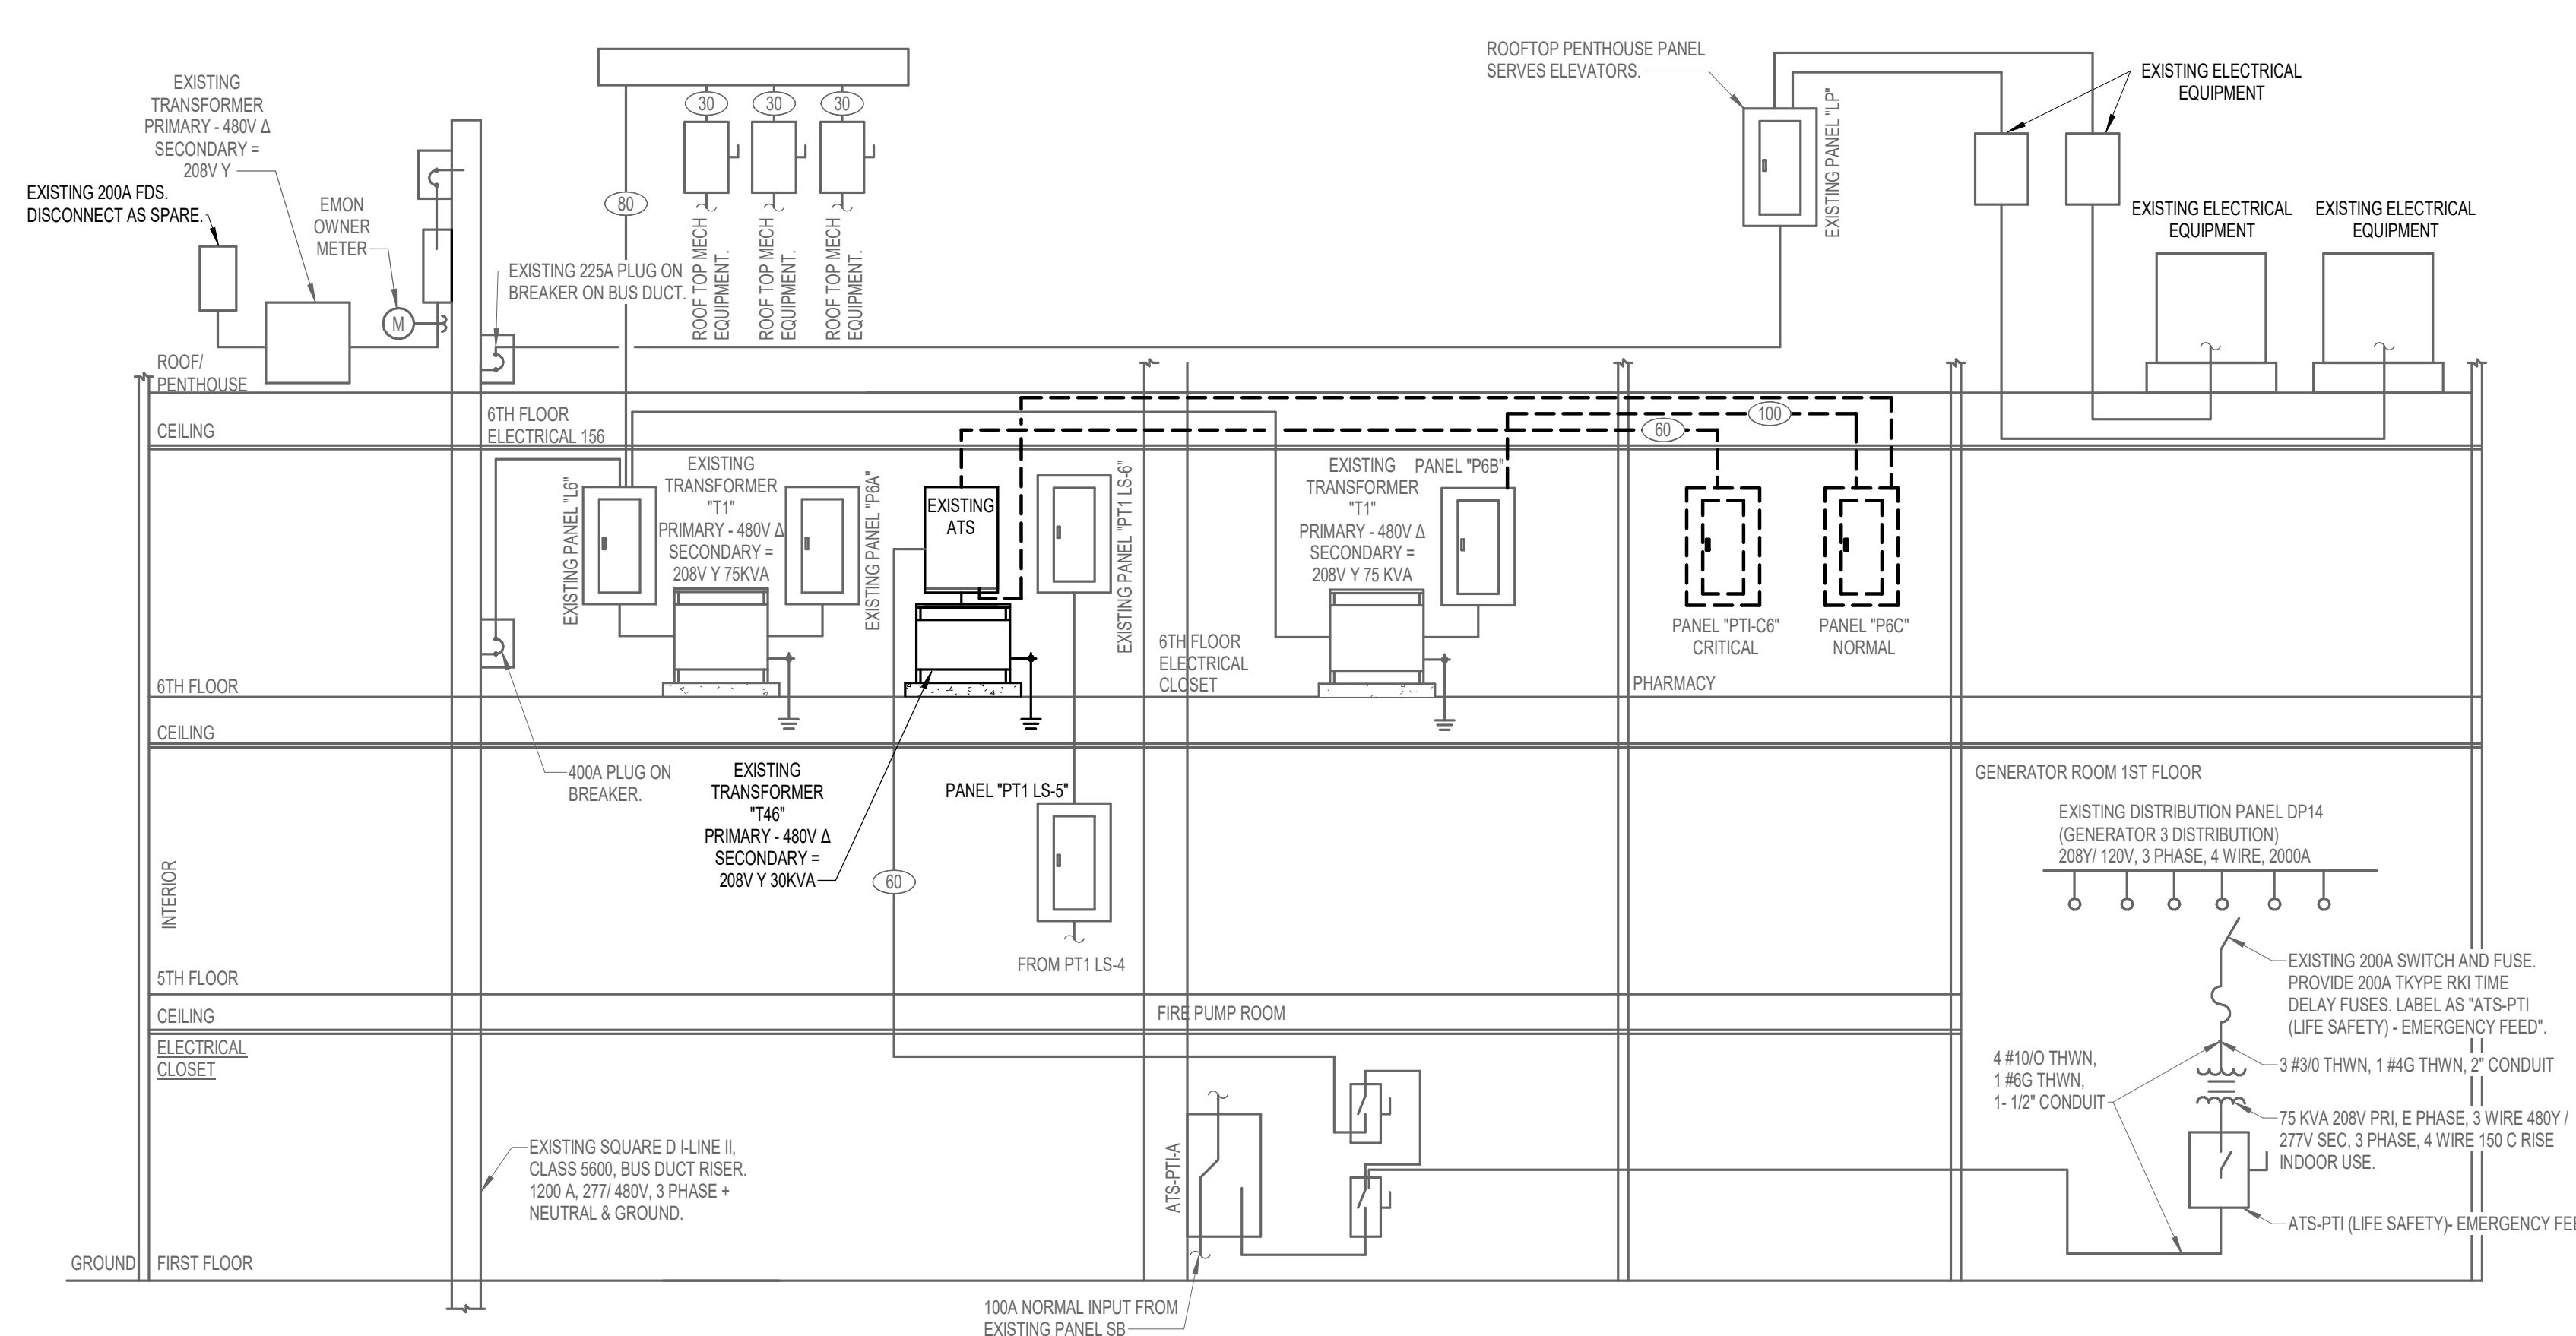 EXISTING
TRANSFORMER
PRIMARY - 480V Δ
SECONDARY =
208V Y
EXISTING 200A FDS.
DISCONNECT AS SPARE.
EMON
OWNER
METER
M
30
30
30
80
ROOF TOP MECH
EQUIPMENT.
ROOF TOP MECH
EQUIPMENT.
ROOF TOP MECH
EQUIPMENT.
EXISTING 225A PLUG ON
BREAKER ON BUS DUCT.
ROOFTOP PENTHOUSE PANEL
SERVES ELEVATORS.
EXISTING PANEL "LP"
EXISTING ELECTRICAL
EQUIPMENT
EXISTING ELECTRICAL
EQUIPMENT
EXISTING ELECTRICAL
EQUIPMENT
ROOF/
PENTHOUSE
CEILING
6TH FLOOR
ELECTRICAL 156
100
60
EXISTING PANEL "L6"
EXISTING
TRANSFORMER
"T1"
PRIMARY - 480V Δ
SECONDARY =
208V Y 75KVA
EXISTING PANEL "P6A"
EXISTING
ATS
EXISTING PANEL "PT1 LS-6"
EXISTING
TRANSFORMER
"T1"
PRIMARY - 480V Δ
SECONDARY =
208V Y 75 KVA
PANEL "P6B"
PANEL "PTI-C6"
CRITICAL
PANEL "P6C"
NORMAL
6TH FLOOR
ELECTRICAL
CLOSET
PHARMACY
6TH FLOOR
CEILING
400A PLUG ON
BREAKER.
EXISTING
TRANSFORMER
"T46"
PRIMARY - 480V Δ
SECONDARY =
208V Y 30KVA
60
PANEL "PT1 LS-5"
FROM PT1 LS-4
GENERATOR ROOM 1ST FLOOR
EXISTING DISTRIBUTION PANEL DP14
(GENERATOR 3 DISTRIBUTION)
208Y/ 120V, 3 PHASE, 4 WIRE, 2000A
INTERIOR
5TH FLOOR
CEILING
FIRE PUMP ROOM
ELECTRICAL
CLOSET
EXISTING 200A SWITCH AND FUSE.
PROVIDE 200A TKYPE RKI TIME
DELAY FUSES. LABEL AS "ATS-PTI
(LIFE SAFETY) - EMERGENCY FEED".
4 #10/O THWN,
1 #6G THWN,
1- 1/2" CONDUIT
3 #3/0 THWN, 1 #4G THWN, 2" CONDUIT
75 KVA 208V PRI, E PHASE, 3 WIRE 480Y /
277V SEC, 3 PHASE, 4 WIRE 150 C RISE
INDOOR USE.
ATS-PTI (LIFE SAFETY)- EMERGENCY FEE
EXISTING SQUARE D I-LINE II,
CLASS 5600, BUS DUCT RISER.
1200 A, 277/ 480V, 3 PHASE +
NEUTRAL & GROUND.
ATS-PTI-A
GROUND
FIRST FLOOR
100A NORMAL INPUT FROM
EXISTING PANEL SB